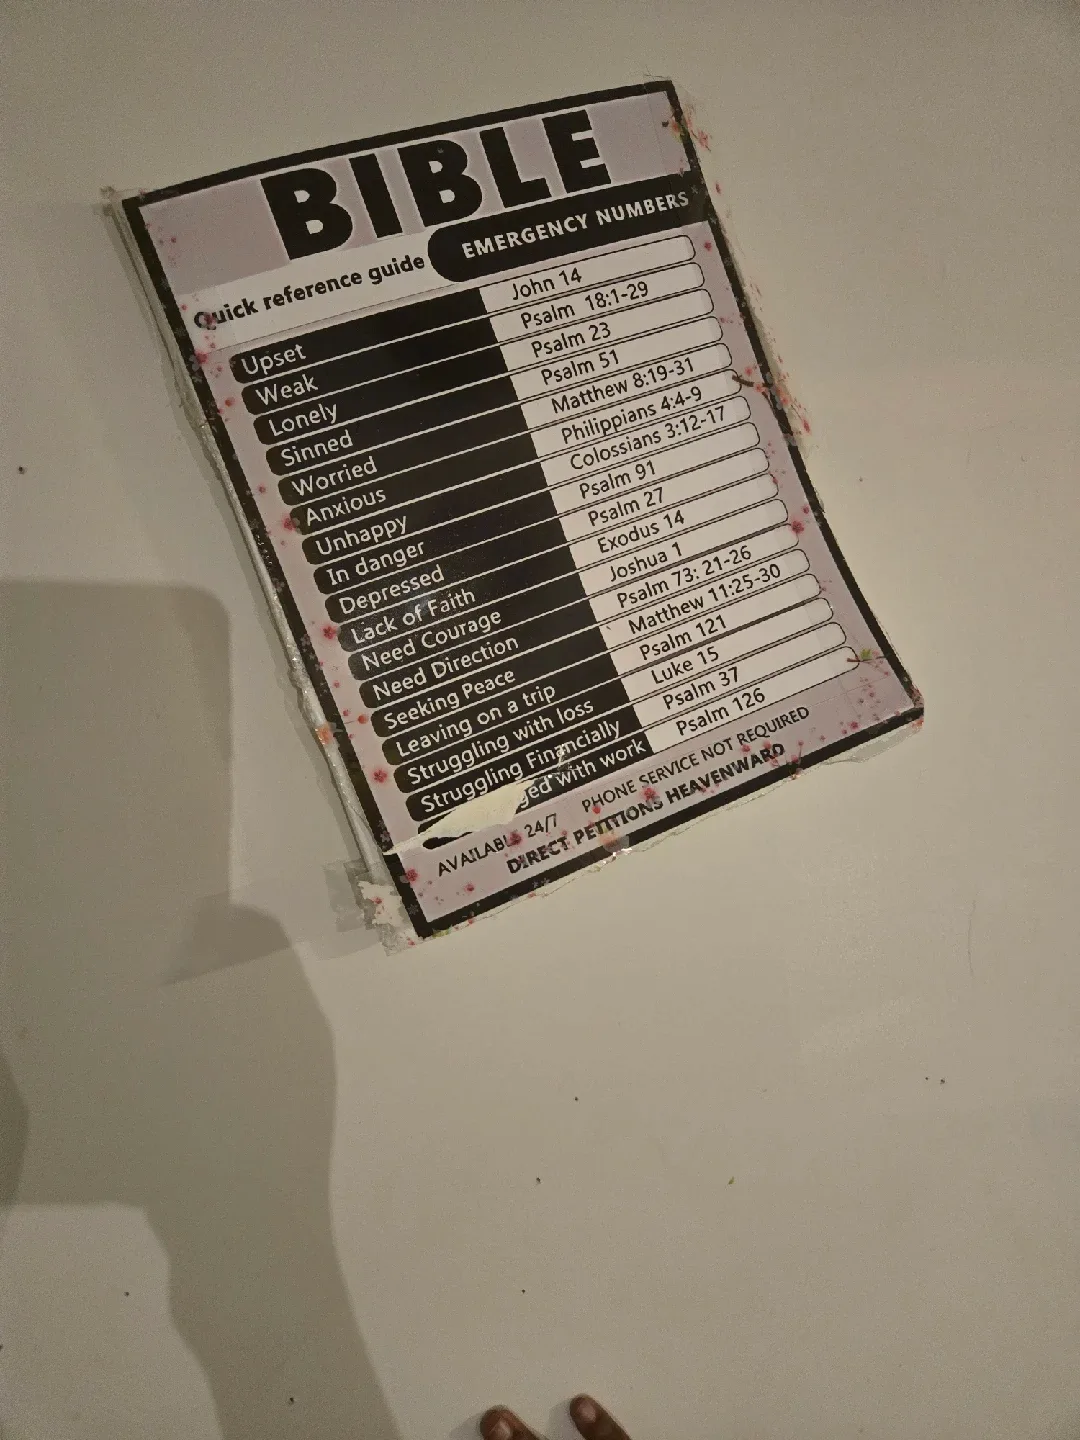 BIBLE
Quick reference guide EMERGENCY NUMBERS
Upset John 14
Weak Psalm 18:1-29
Lonely Psalm 23
Sinned Psalm 51
Worried Matthew 8:19-31
Anxious Philippians 4:4-9
Unhappy Colossians 3:12-17
In danger Psalm 91
Depressed Psalm 27
Lack of Faith Exodus 14
Need Courage Joshua 1
Need Direction Psalm 73: 21-26
Seeking Peace Matthew 11:25-30
Leaving on a trip Psalm 121
Struggling with loss Luke 15
Struggling Financially Psalm 37
with work Psalm 126
AVAILABLE 24/7 PHONE SERVICE NOT REQUIRED
DIRECT PETITIONS HEAVENWARD